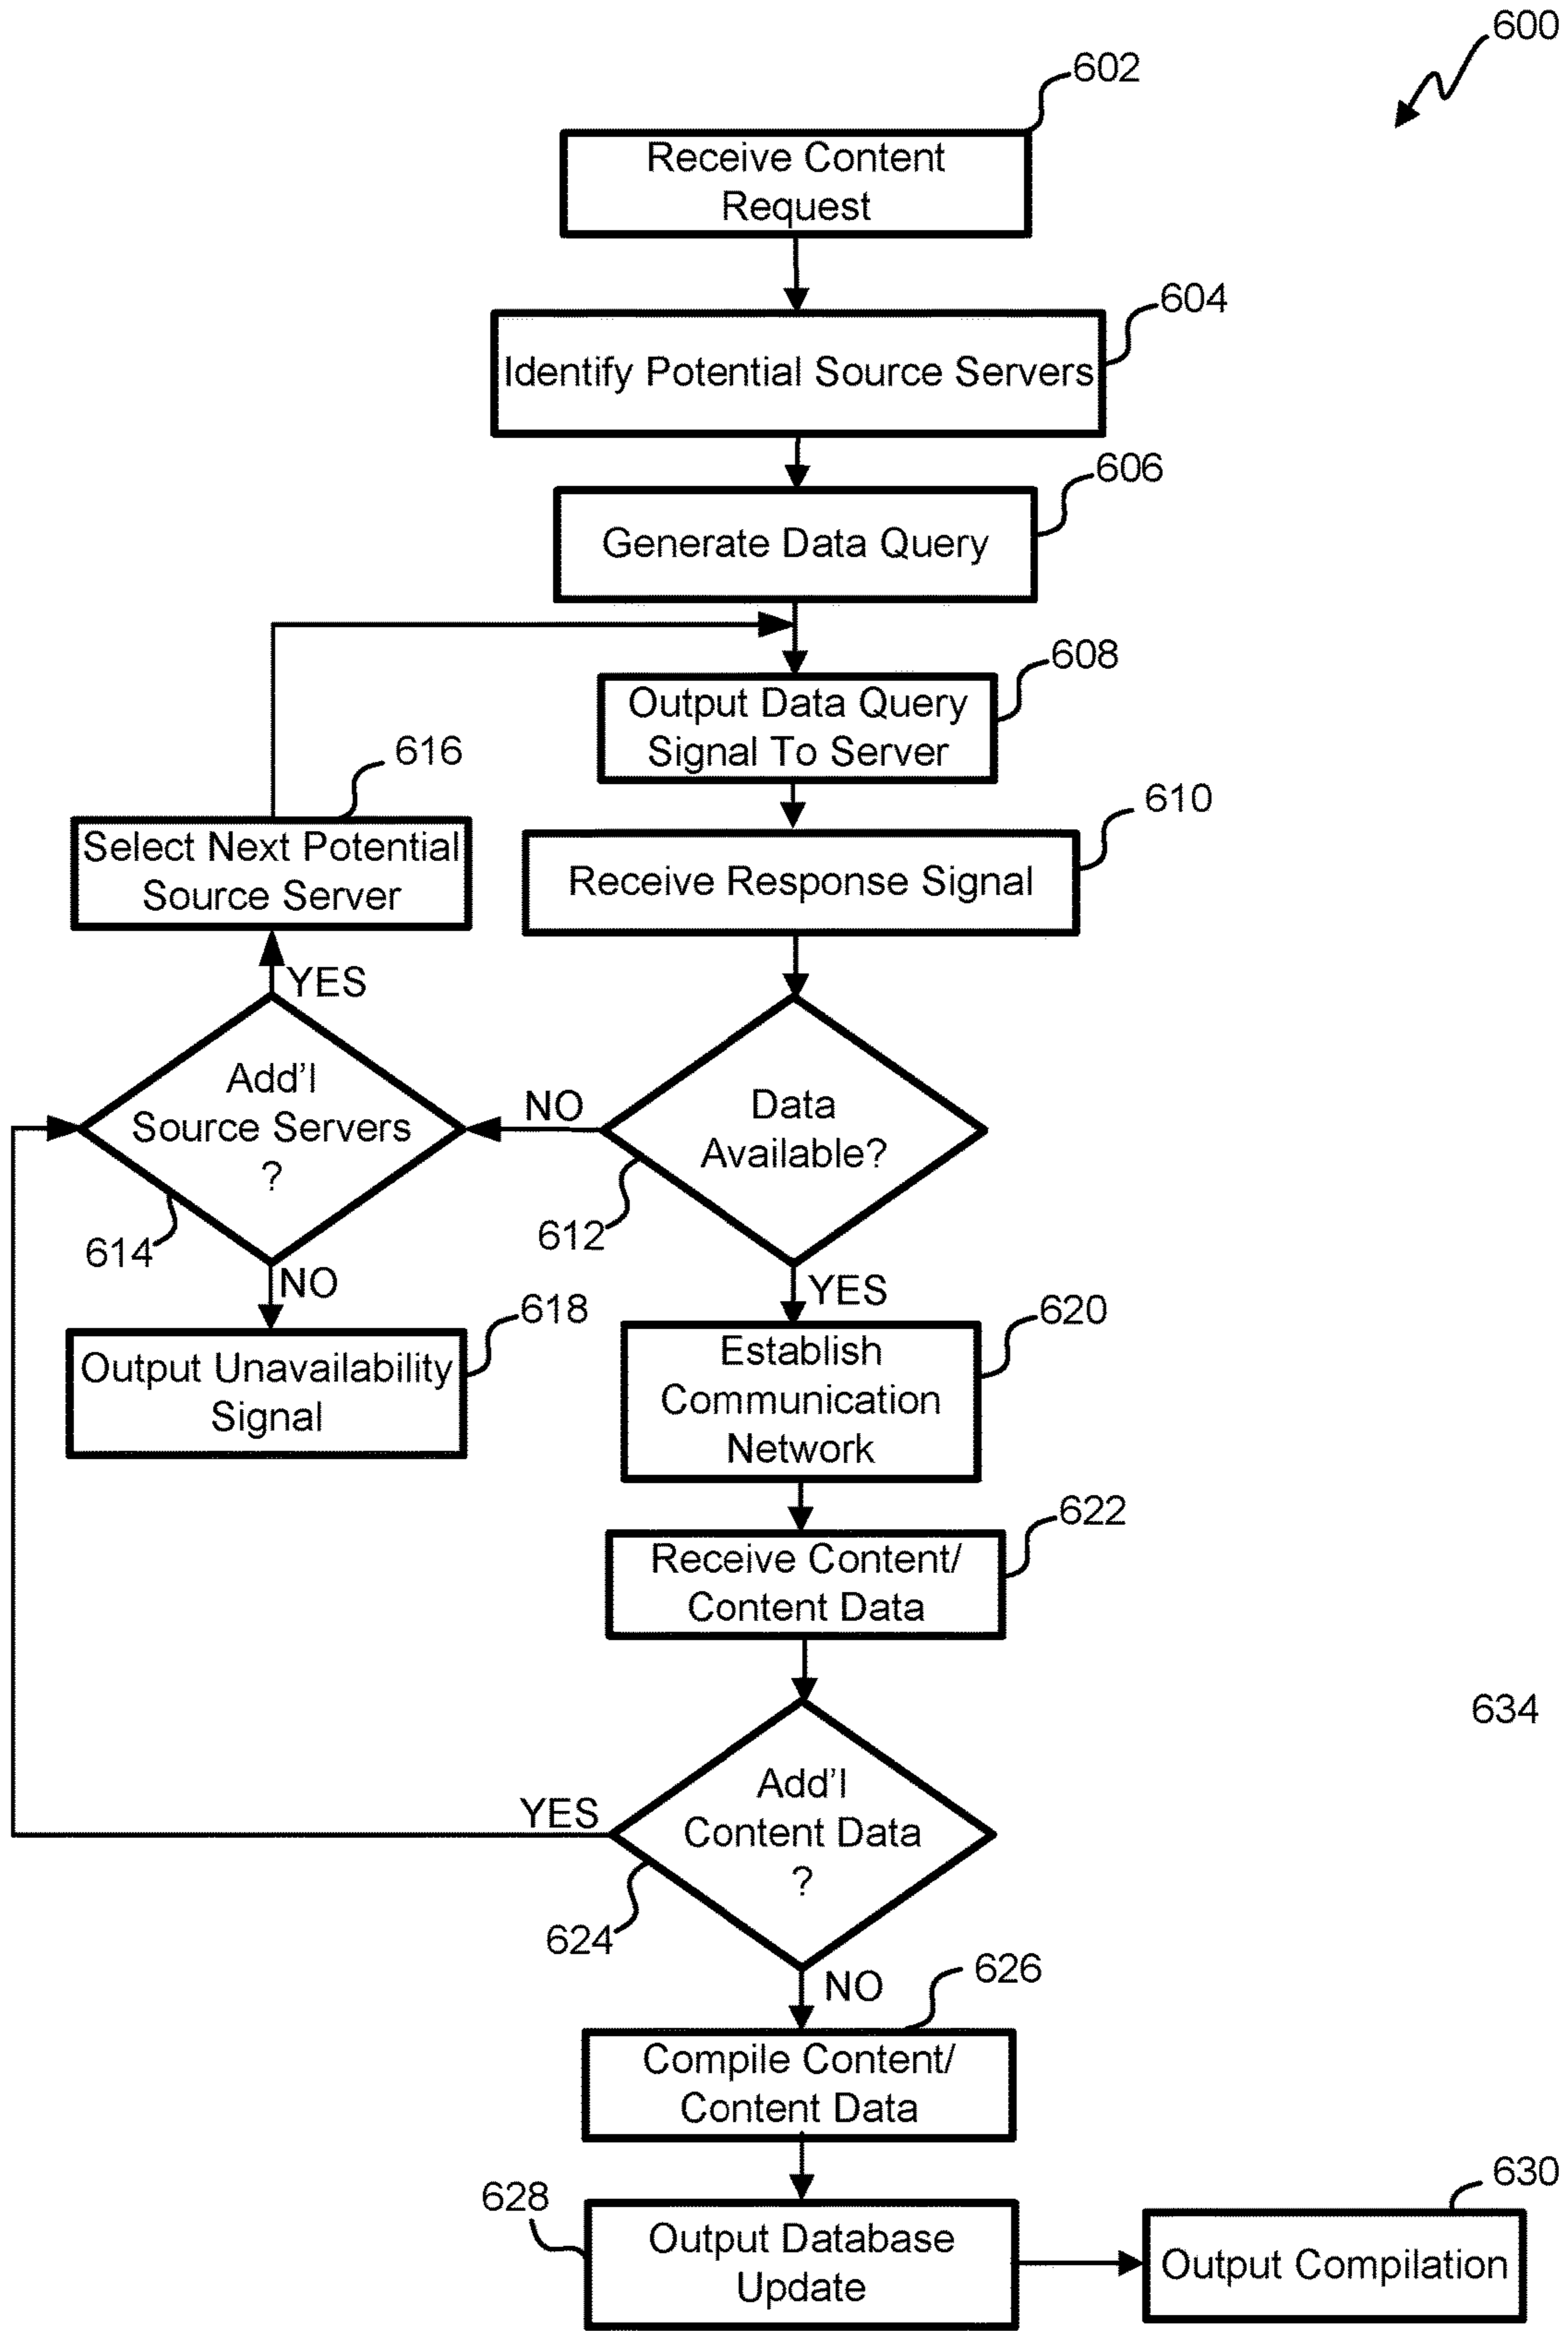 600
602
Receive Content
Request
604
Identify Potential Source Servers
606
Generate Data Query
608
Output Data Query
Signal To Server
616
Select Next Potential
Source Server
610
Receive Response Signal
YES
Add'l
Source Servers
?
614
NO
Data
Available?
612
NO
618
Output Unavailability
Signal
YES
620
Establish
Communication
Network
622
Receive Content/
Content Data
634
YES
Add'l
Content Data
?
624
NO
626
Compile Content/
Content Data
628
Output Database
Update
630
Output Compilation